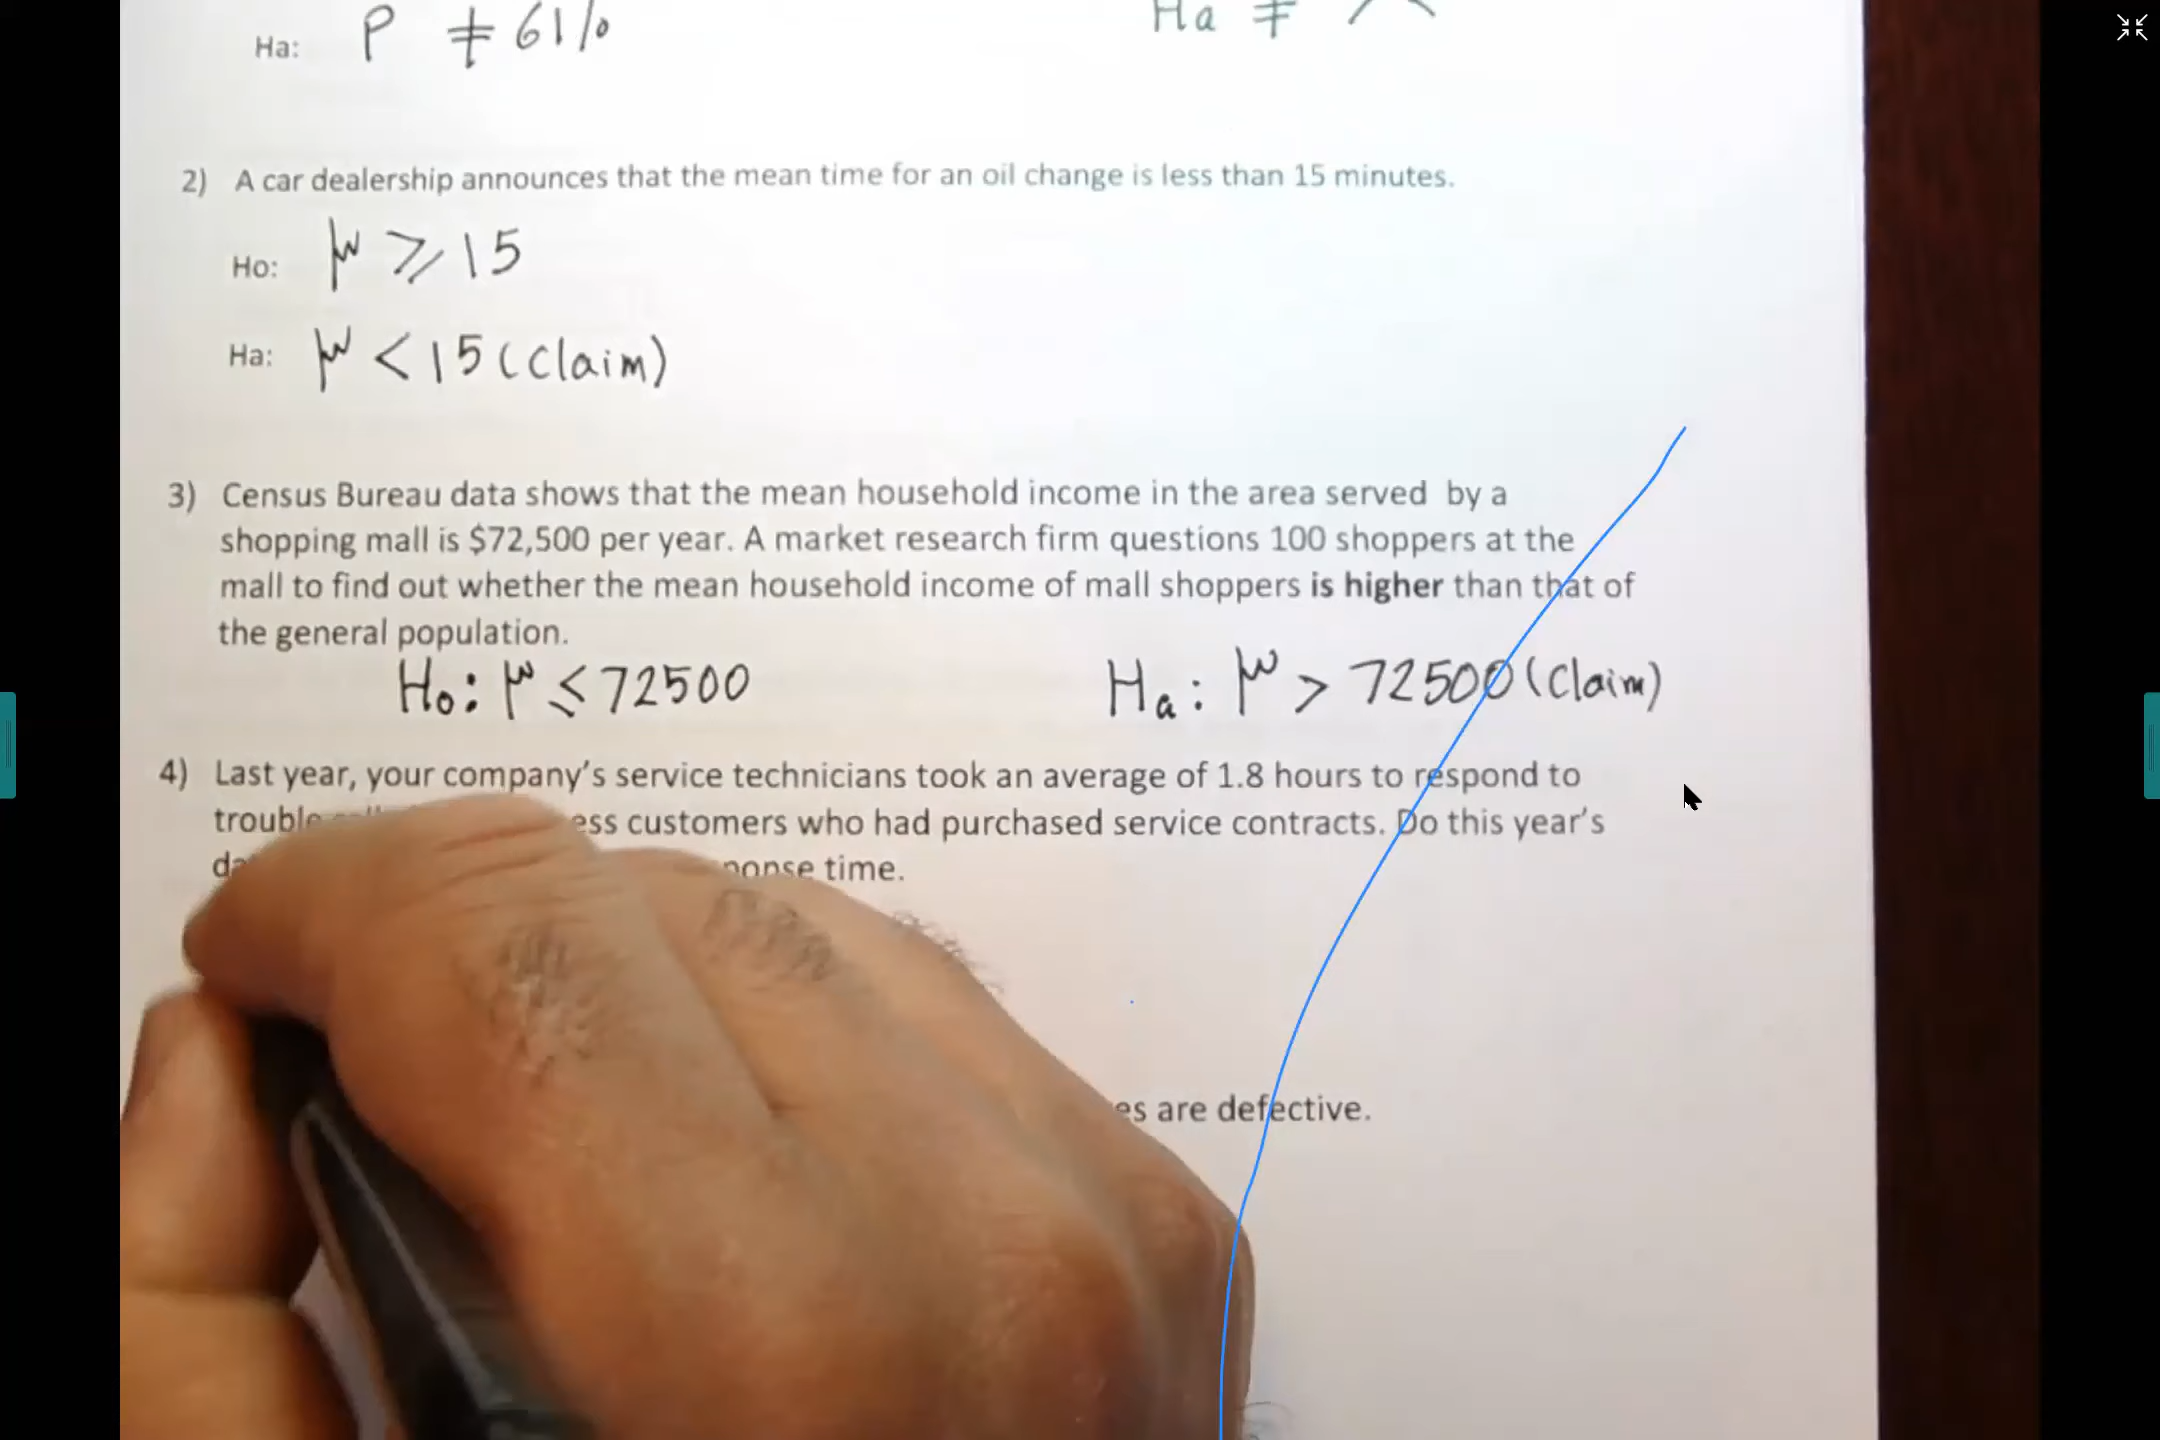 Ha: P ≠ 61%
Ha ≠
2) A car dealership announces that the mean time for an oil change is less than 15 minutes.
Ho: μ ⩾ 15
Ha: μ < 15 (Claim)
3) Census Bureau data shows that the mean household income in the area served by a
shopping mall is $72,500 per year. A market research firm questions 100 shoppers at the
mall to find out whether the mean household income of mall shoppers is higher than that of
the general population.
Ho: μ ⩽ 72500
Ha: μ > 72500 (Claim)
4) Last year, your company's service technicians took an average of 1.8 hours to respond to
customers who had purchased service contracts. Do this year's
time.
are defective.